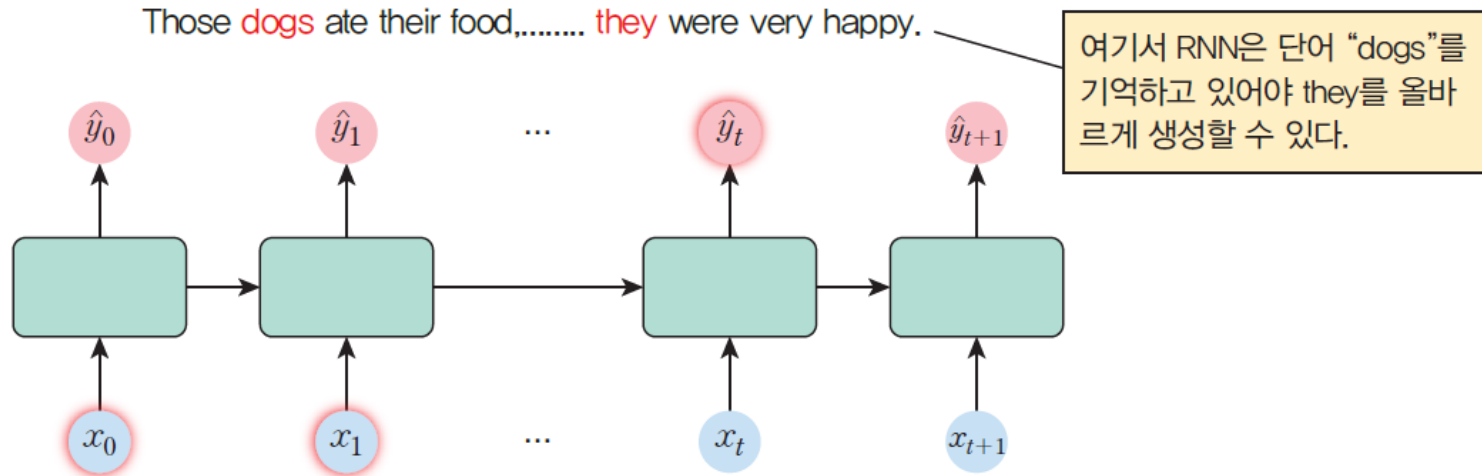 Those dogs ate their food,........ they were very happy.
여기서 RNN은 단어 “dogs”를
기억하고 있어야 they를 올바
르게 생성할 수 있다.
ŷ₀ ŷ₁ ... ŷₜ ŷₜ₊₁
x₀ x₁ ... xₜ xₜ₊₁